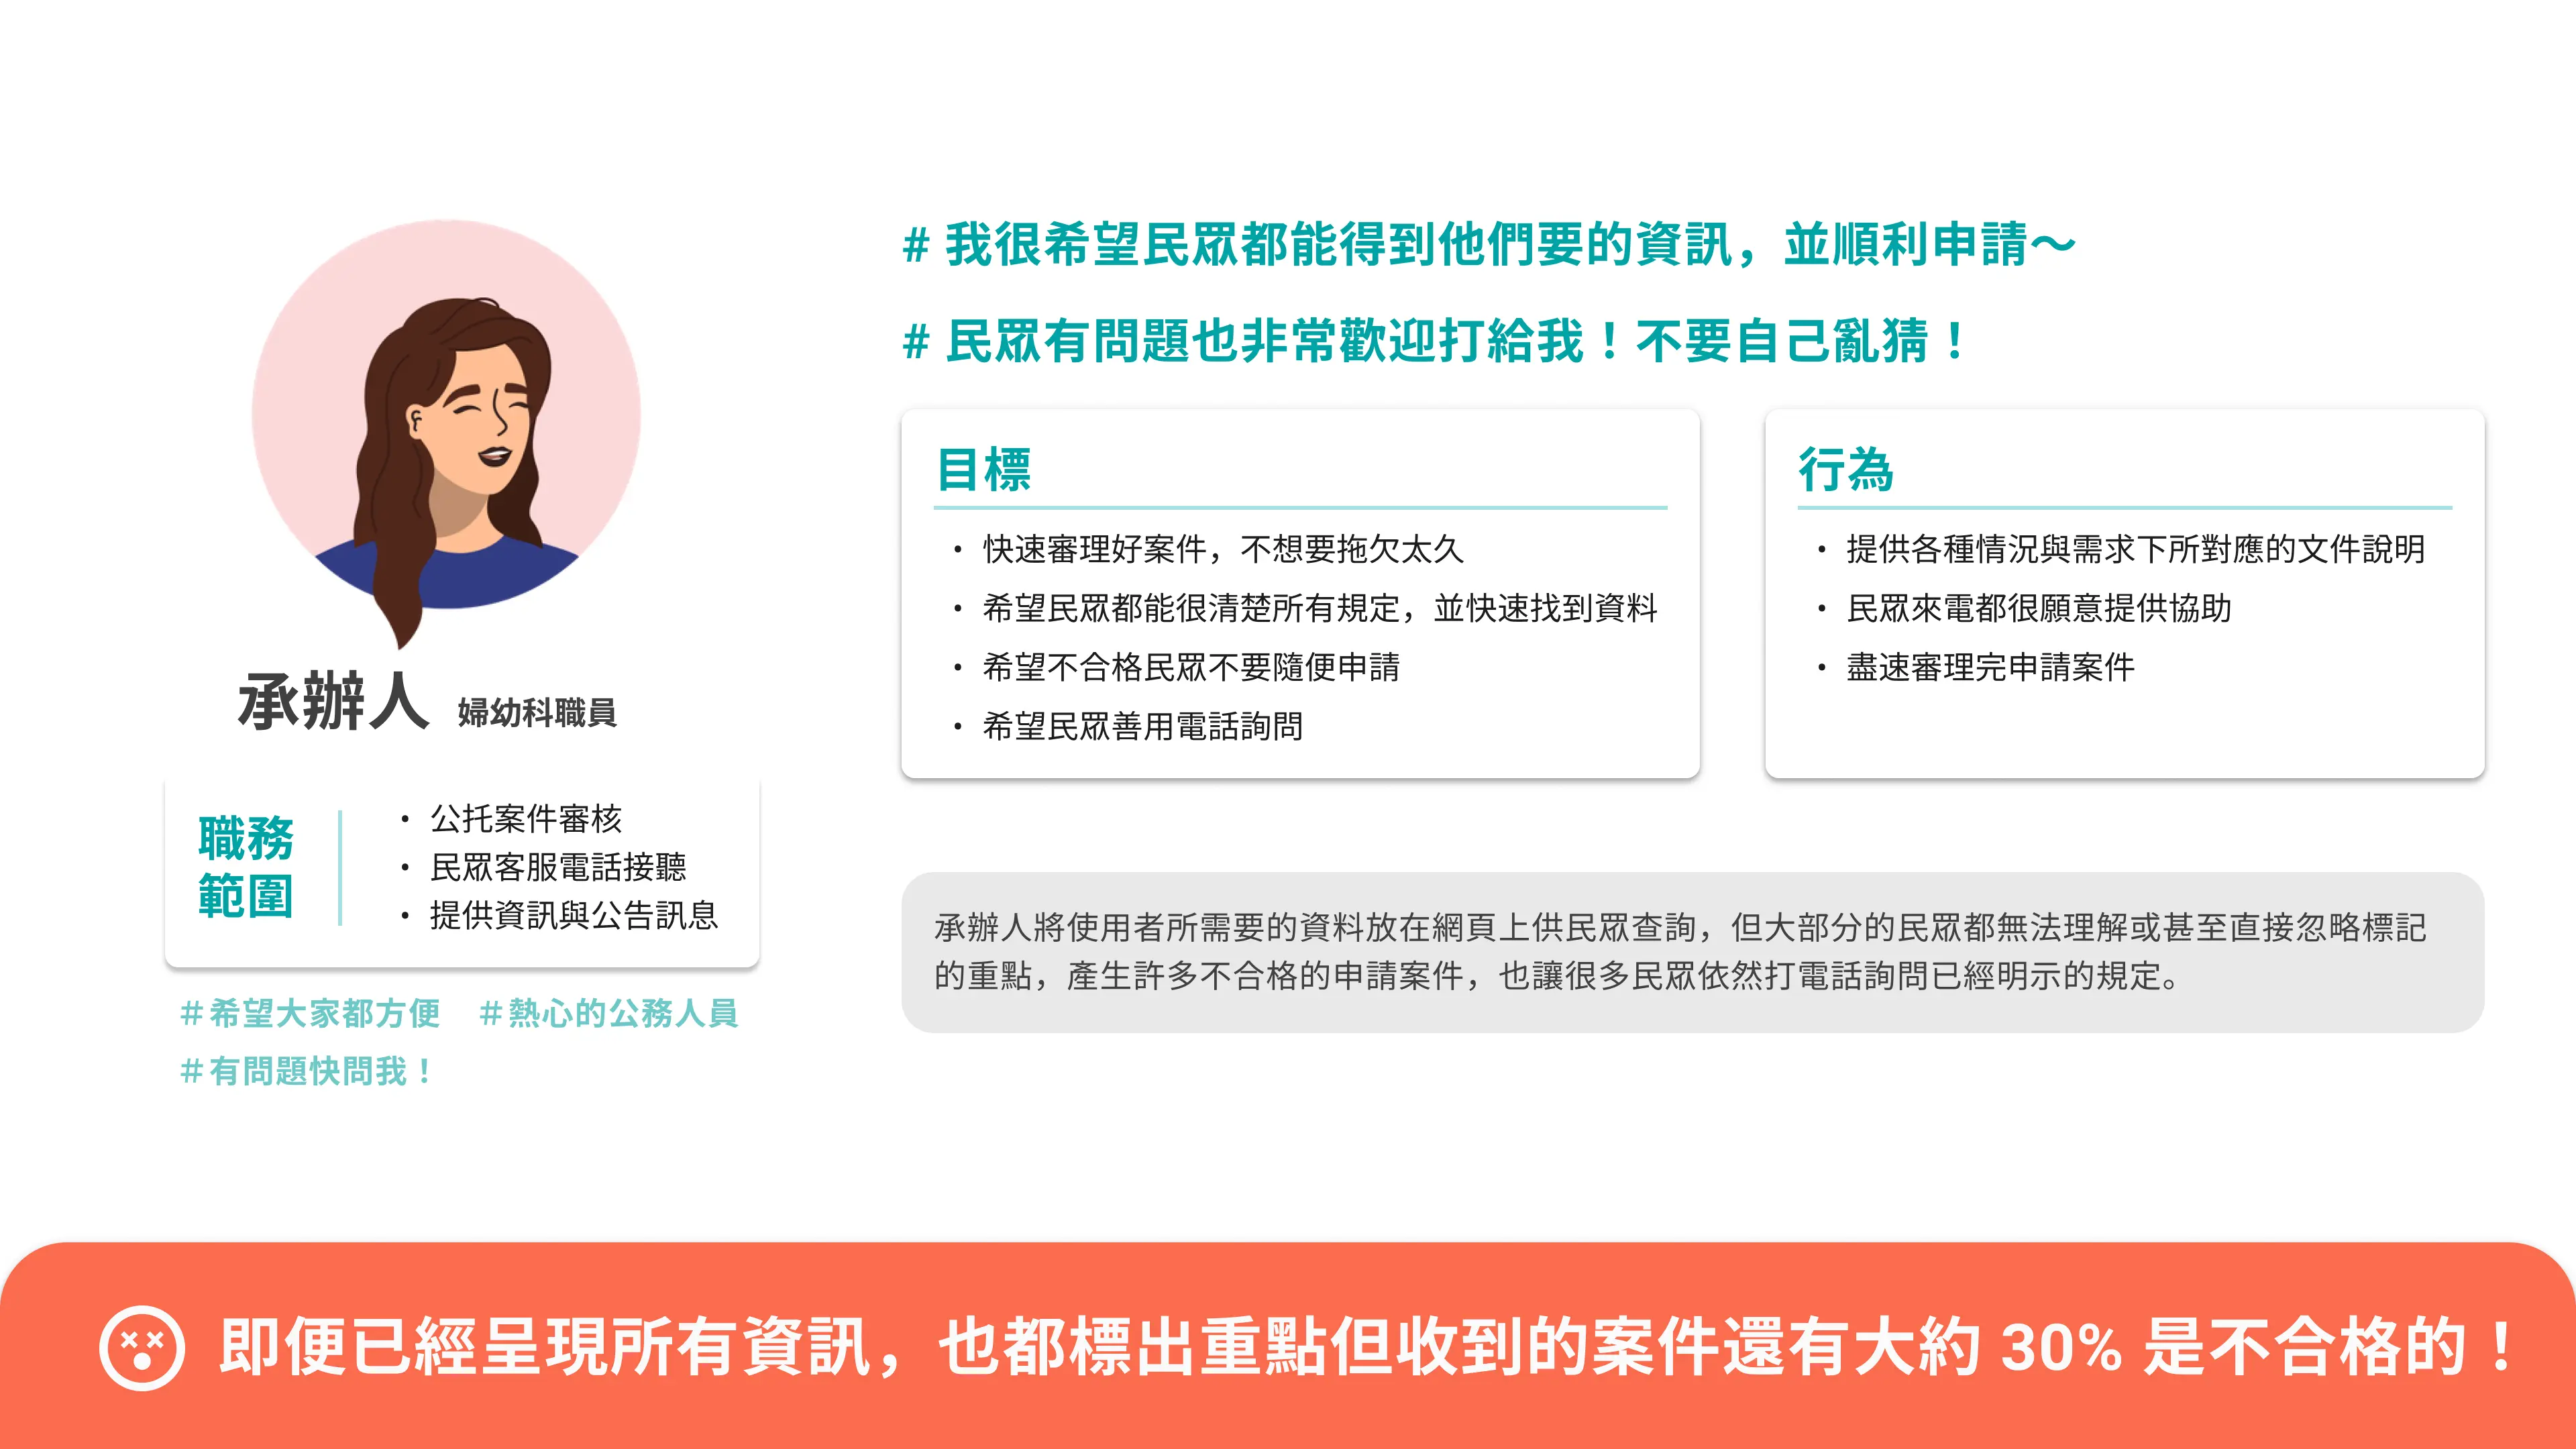 承辦人 婦幼科職員
職務
範圍
• 公托案件審核
• 民眾客服電話接聽
• 提供資訊與公告訊息
#希望大家都方便 #熱心的公務人員
#有問題快問我！
# 我很希望民眾都能得到他們要的資訊，並順利申請～
# 民眾有問題也非常歡迎打給我！不要自己亂猜！
目標
• 快速審理好案件，不想要拖欠太久
• 希望民眾都能很清楚所有規定，並快速找到資料
• 希望不合格民眾不要隨便申請
• 希望民眾善用電話詢問
行為
• 提供各種情況與需求下所對應的文件說明
• 民眾來電都很願意提供協助
• 盡速審理完申請案件
承辦人將使用者所需要的資料放在網頁上供民眾查詢，但大部分的民眾都無法理解或甚至直接忽略標記
的重點，產生許多不合格的申請案件，也讓很多民眾依然打電話詢問已經明示的規定。
即便已經呈現所有資訊，也都標出重點但收到的案件還有大約 30% 是不合格的！